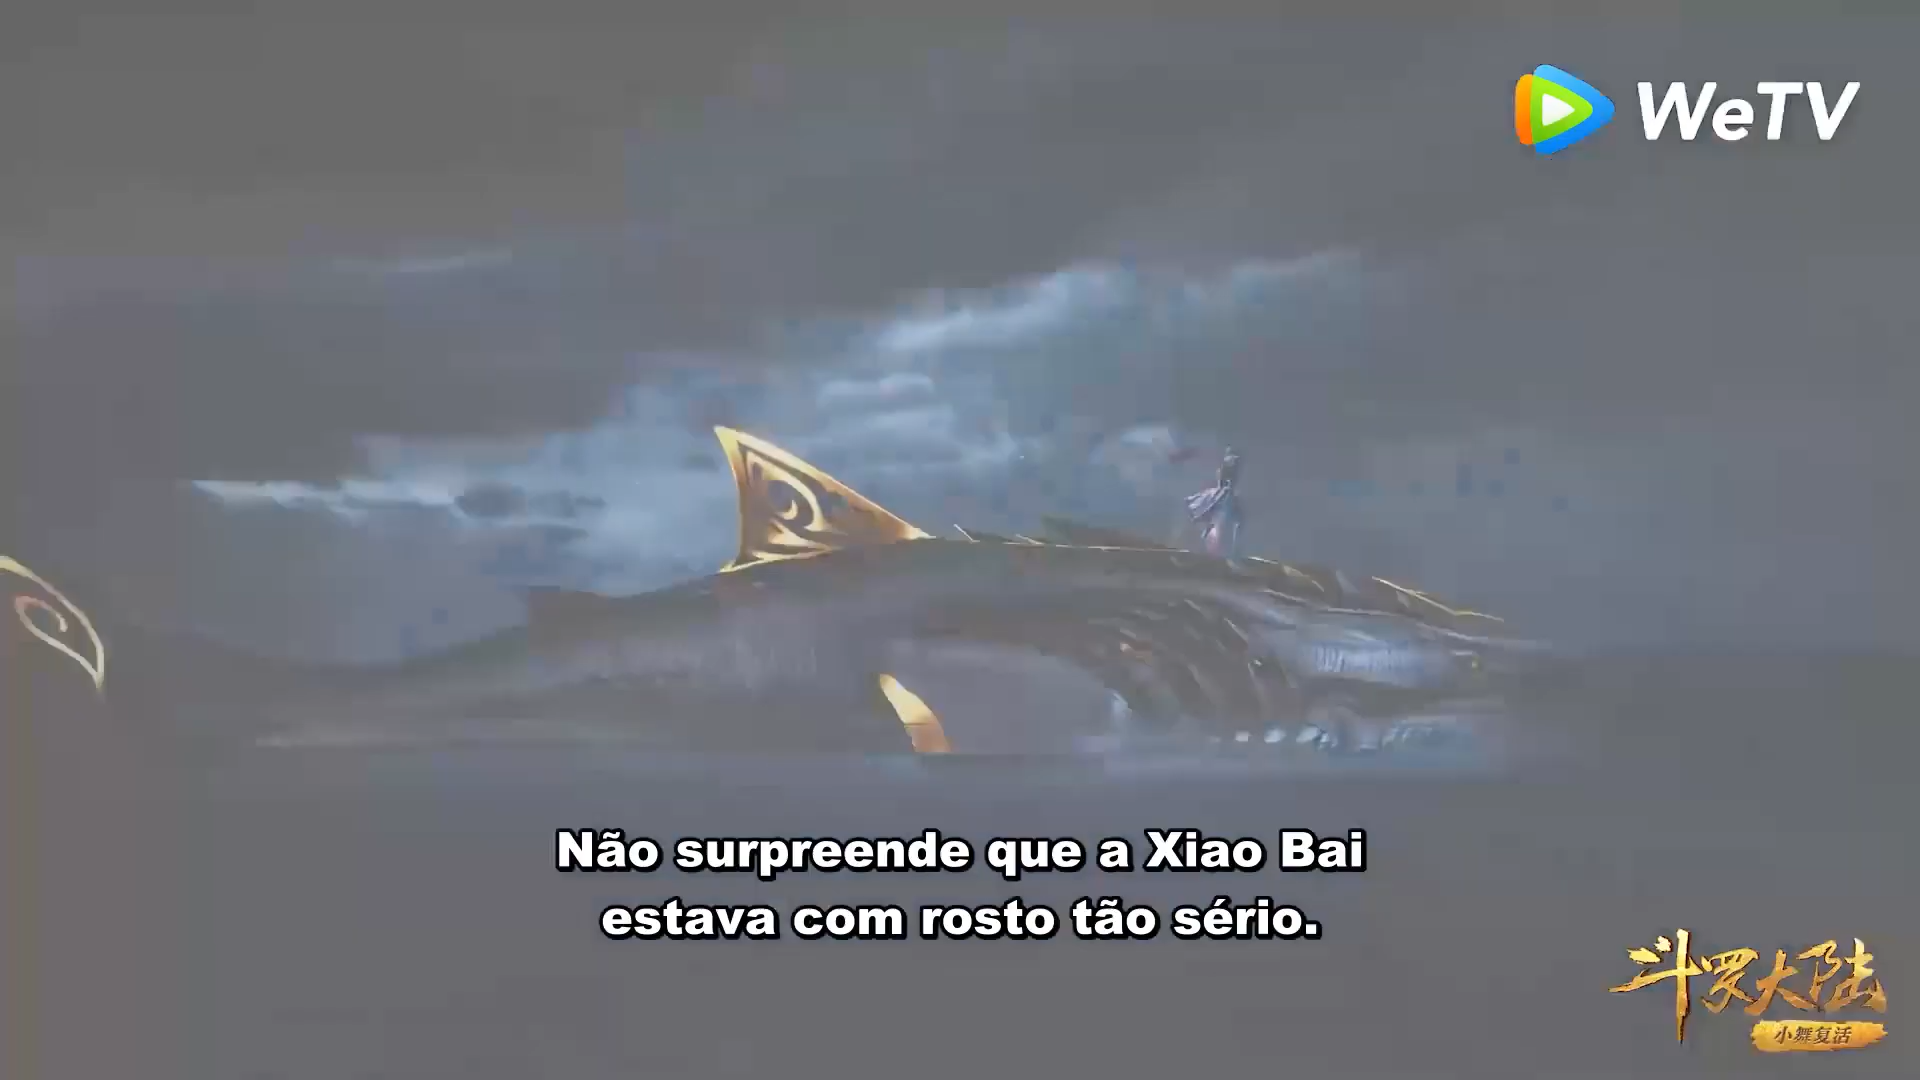 WeTV
Não surpreende que a Xiao Bai
estava com rosto tão sério.
斗罗大陆
小舞复活